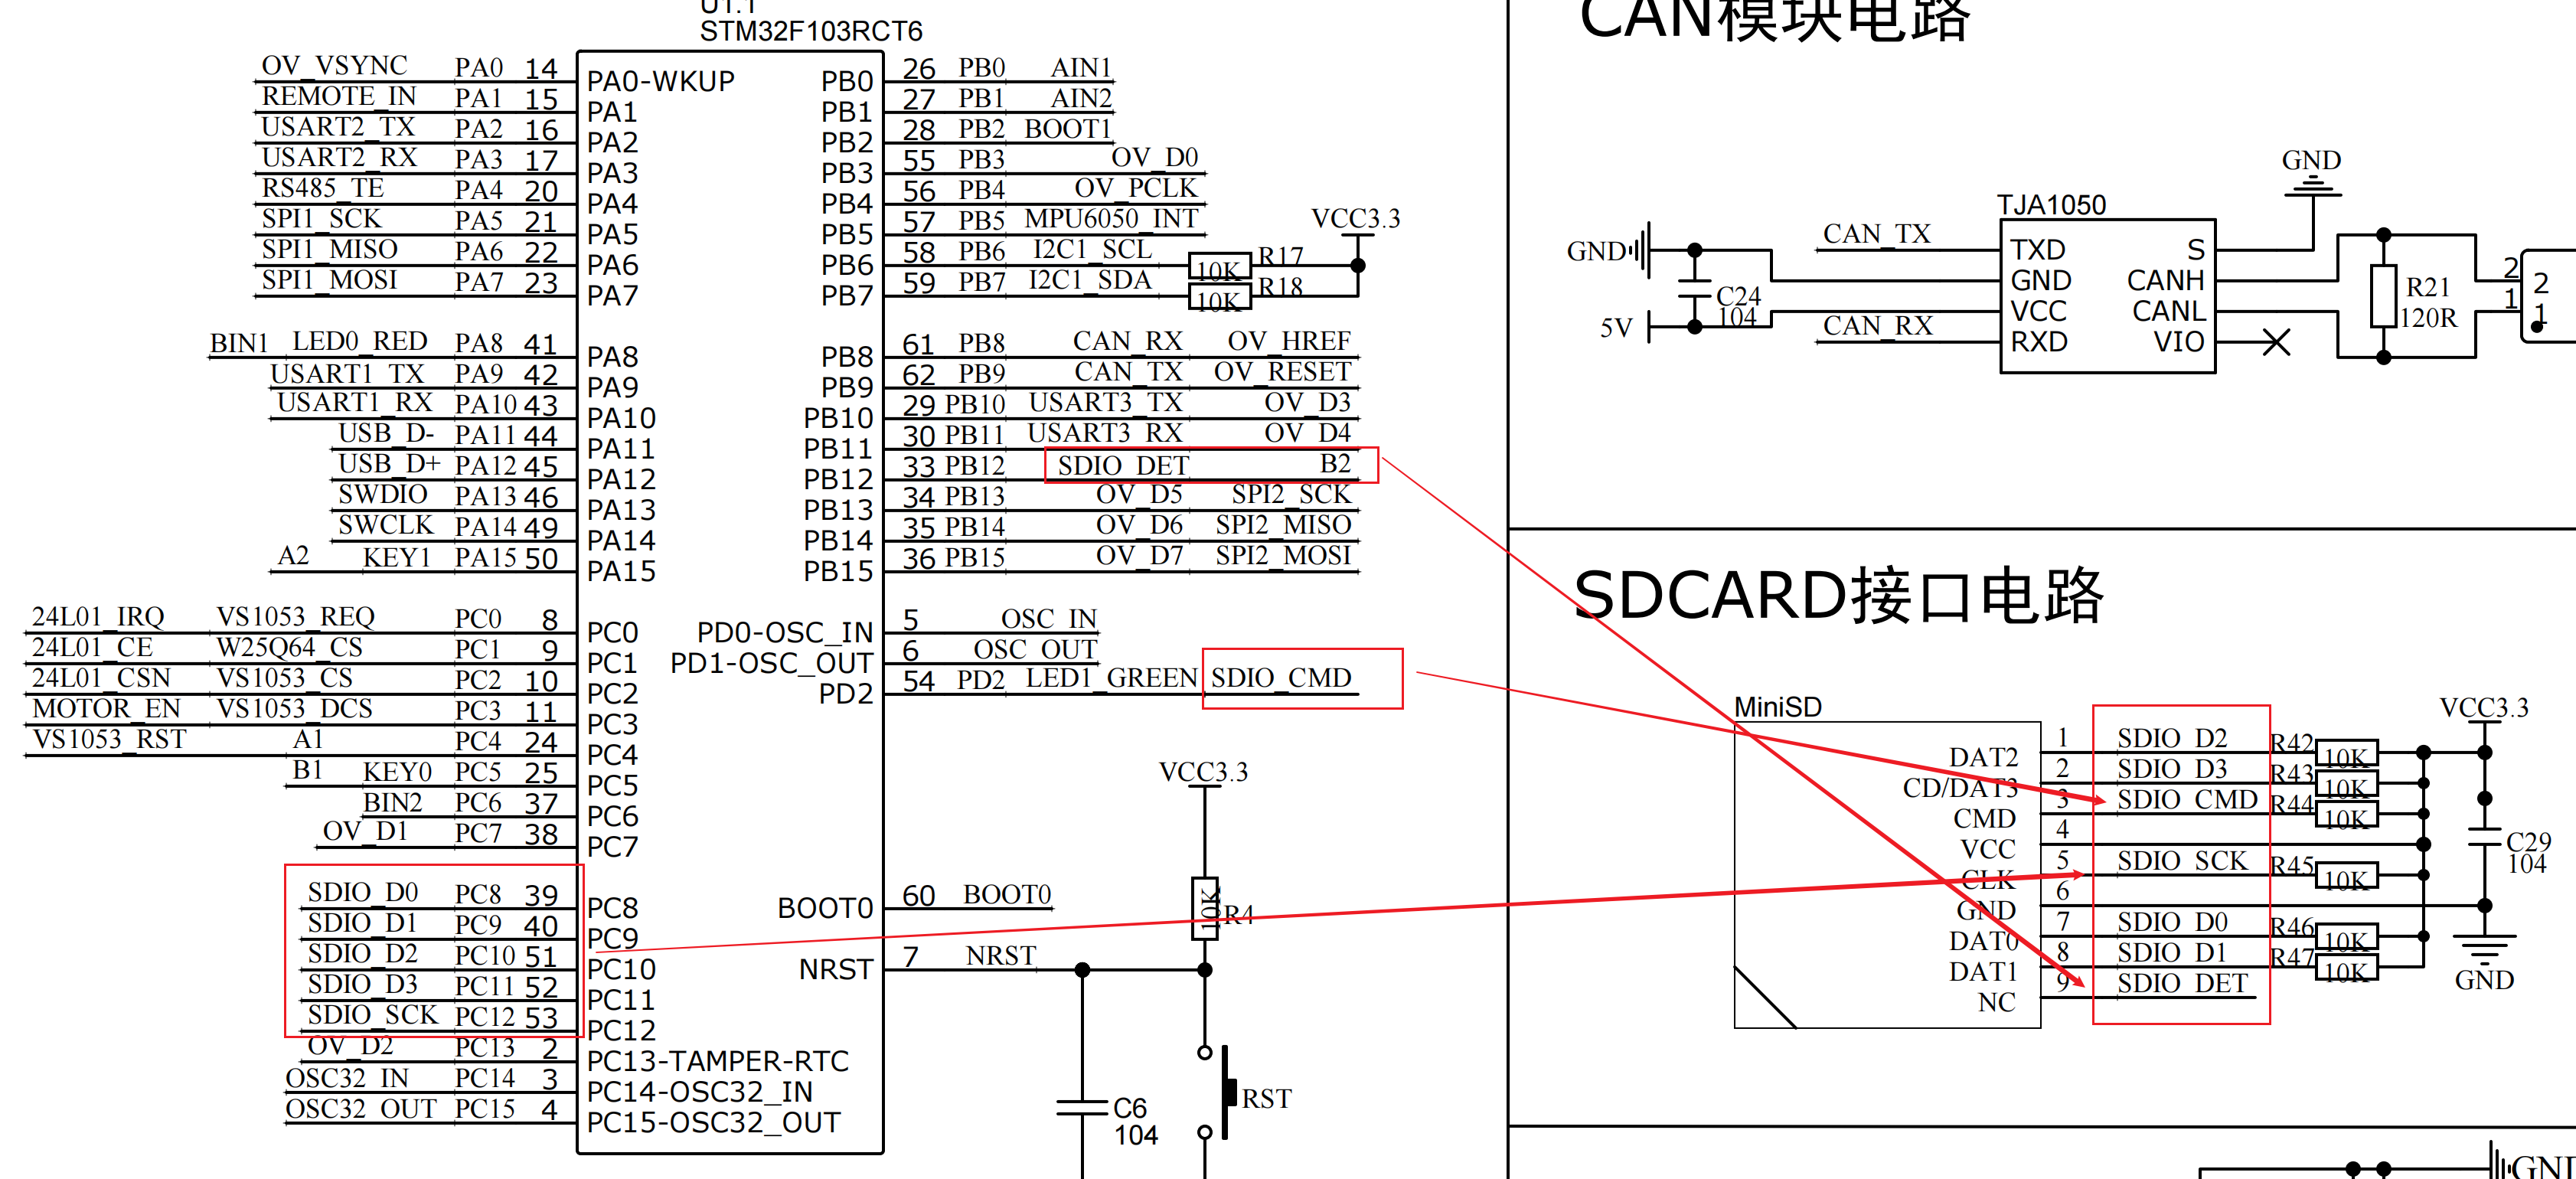 U1.1
STM32F103RCT6
OV_VSYNC PA0 14 PA0-WKUP
REMOTE_IN PA1 15 PA1
USART2_TX PA2 16 PA2
USART2_RX PA3 17 PA3
RS485_TE PA4 20 PA4
SPI1_SCK PA5 21 PA5
SPI1_MISO PA6 22 PA6
SPI1_MOSI PA7 23 PA7
BIN1 LED0_RED PA8 41 PA8
USART1_TX PA9 42 PA9
USART1_RX PA10 43 PA10
USB_D- PA11 44 PA11
USB_D+ PA12 45 PA12
SWDIO PA13 46 PA13
SWCLK PA14 49 PA14
A2 KEY1 PA15 50 PA15
24L01_IRQ VS1053_REQ PC0 8 PC0
24L01_CE W25Q64_CS PC1 9 PC1
24L01_CSN VS1053_CS PC2 10 PC2
MOTOR_EN VS1053_DCS PC3 11 PC3
VS1053_RST A1 PC4 24 PC4
B1 KEY0 PC5 25 PC5
BIN2 PC6 37 PC6
OV_D1 PC7 38 PC7
SDIO_D0 PC8 39 PC8
SDIO_D1 PC9 40 PC9
SDIO_D2 PC10 51 PC10
SDIO_D3 PC11 52 PC11
SDIO_SCK PC12 53 PC12
OV_D2 PC13 2 PC13-TAMPER-RTC
OSC32_IN PC14 3 PC14-OSC32_IN
OSC32_OUT PC15 4 PC15-OSC32_OUT
PB0 26 PB0 AIN1
PB1 27 PB1 AIN2
PB2 28 PB2 BOOT1
PB3 55 PB3 OV_D0
PB4 56 PB4 OV_PCLK
PB5 57 PB5 MPU6050_INT
PB6 58 PB6 I2C1_SCL 10K R17
PB7 59 PB7 I2C1_SDA 10K R18
VCC3.3
PB8 61 PB8 CAN_RX OV_HREF
PB9 62 PB9 CAN_TX OV_RESET
PB10 29 PB10 USART3_TX OV_D3
PB11 30 PB11 USART3_RX OV_D4
PB12 33 PB12 SDIO_DET B2
PB13 34 PB13 OV_D5 SPI2_SCK
PB14 35 PB14 OV_D6 SPI2_MISO
PB15 36 PB15 OV_D7 SPI2_MOSI
PD0-OSC_IN 5 OSC_IN
PD1-OSC_OUT 6 OSC_OUT
PD2 54 PD2 LED1_GREEN SDIO_CMD
BOOT0 60 BOOT0
NRST 7 NRST
VCC3.3
10K R4
C6
104
RST
CAN模块电路
GND
TJA1050
GND
C24
104
5V
CAN_TX TXD S
GND CANH
VCC CANL
CAN_RX RXD VIO
R21
120R
2 2
1 1
SDCARD接口电路
MiniSD
VCC3.3
DAT2 1 SDIO_D2 R42 10K
CD/DAT3 2 SDIO_D3 R43 10K
CMD 3 SDIO_CMD R44 10K
VCC 4
CLK 5 SDIO_SCK R45 10K
GND 6
DAT0 7 SDIO_D0 R46 10K
DAT1 8 SDIO_D1 R47 10K
NC 9 SDIO_DET
C29
104
GND
GND